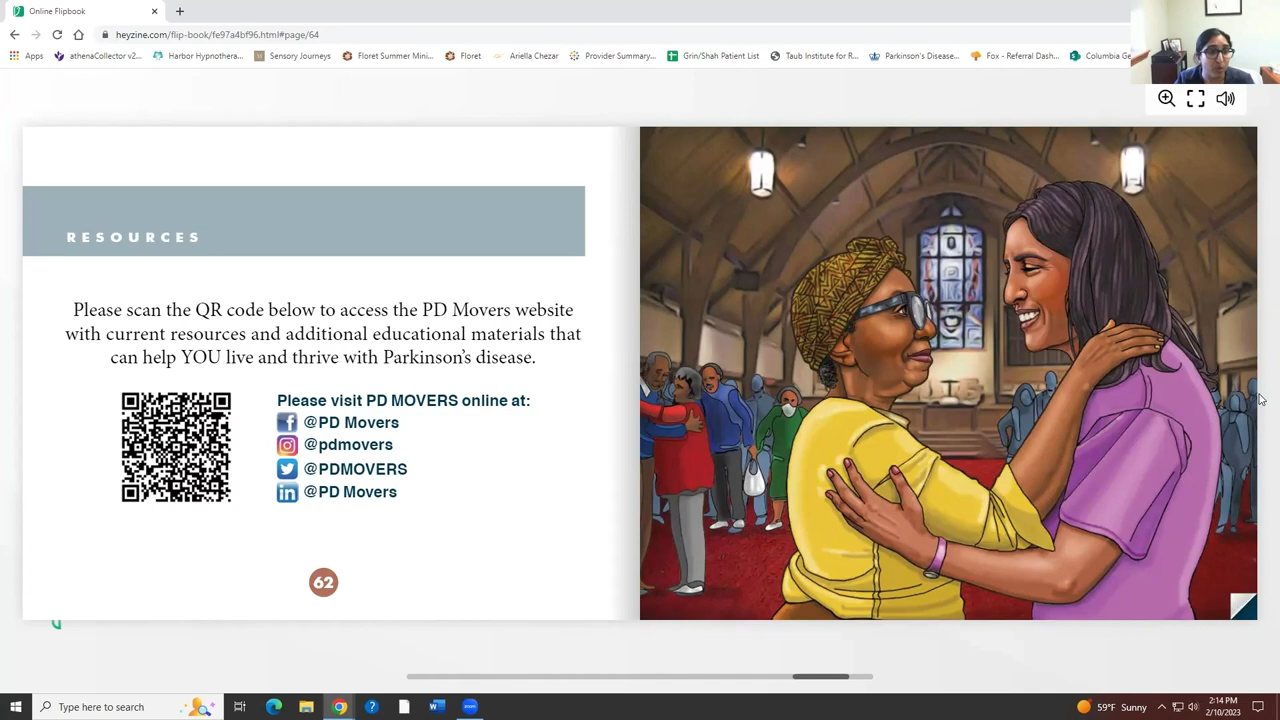 Online Flipbook
heyzine.com/flip-book/fe97a4bf96.html#page/64
Apps athenaCollector v2... Harbor Hypnothera... Sensory Journeys Floret Summer Mini... Floret Ariella Chezar Provider Summary... Grin/Shah Patient List Taub Institute for R... Parkinson's Disease... Fox - Referral Dash... Columbia Ge
RESOURCES
Please scan the QR code below to access the PD Movers website
with current resources and additional educational materials that
can help YOU live and thrive with Parkinson's disease.
Please visit PD MOVERS online at:
@PD Movers
@pdmovers
@PDMOVERS
@PD Movers
62
Type here to search
59°F Sunny
2:14 PM
2/10/2023